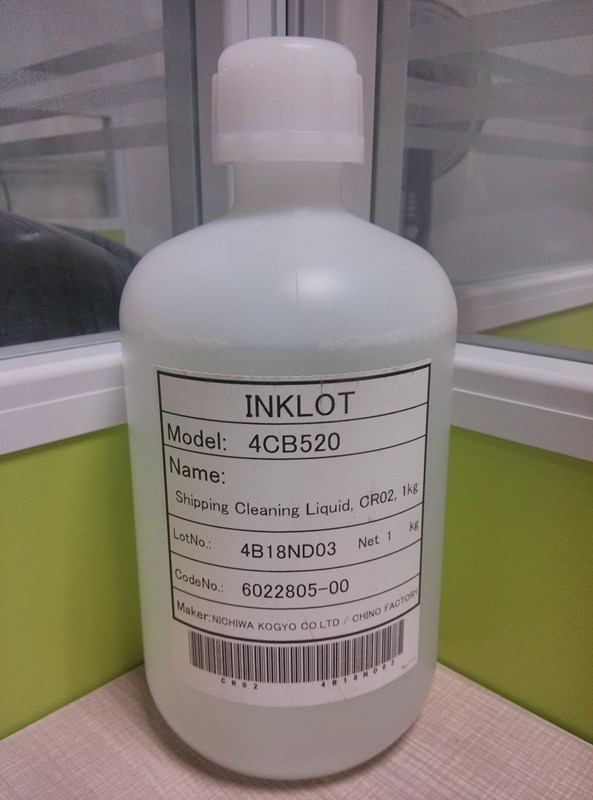 INKLOT
Model: 4CB520
Name:
Shipping Cleaning Liquid, CR02, 1kg
LotNo.: 4B18ND03 Net 1 kg
CodeNo.: 6022805-00
Maker:NICHIWA KOGYO CO.LTD / CHINO FACTORY
CR02 4B18ND03